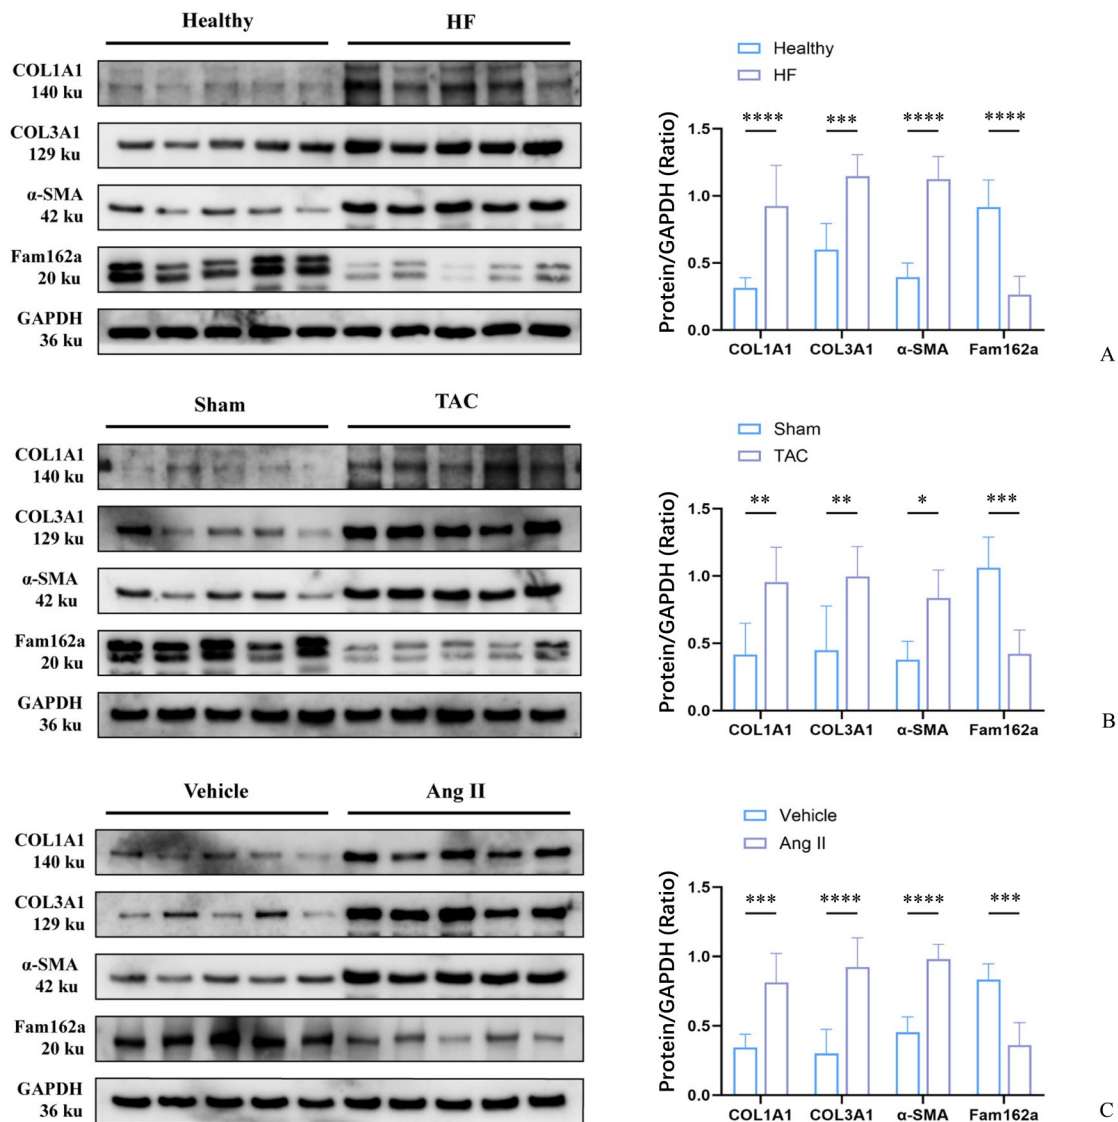 Healthy HF
COL1A1
140 ku
COL3A1
129 ku
α-SMA
42 ku
Fam162a
20 ku
GAPDH
36 ku
Healthy
HF
Protein/GAPDH (Ratio)
**** *** **** ****
1.5
1.0
0.5
0.0
COL1A1 COL3A1 α-SMA Fam162a
A
Sham TAC
COL1A1
140 ku
COL3A1
129 ku
α-SMA
42 ku
Fam162a
20 ku
GAPDH
36 ku
Sham
TAC
Protein/GAPDH (Ratio)
** ** * ***
1.5
1.0
0.5
0.0
COL1A1 COL3A1 α-SMA Fam162a
B
Vehicle Ang II
COL1A1
140 ku
COL3A1
129 ku
α-SMA
42 ku
Fam162a
20 ku
GAPDH
36 ku
Vehicle
Ang II
Protein/GAPDH (Ratio)
*** **** **** ***
1.5
1.0
0.5
0.0
COL1A1 COL3A1 α-SMA Fam162a
C